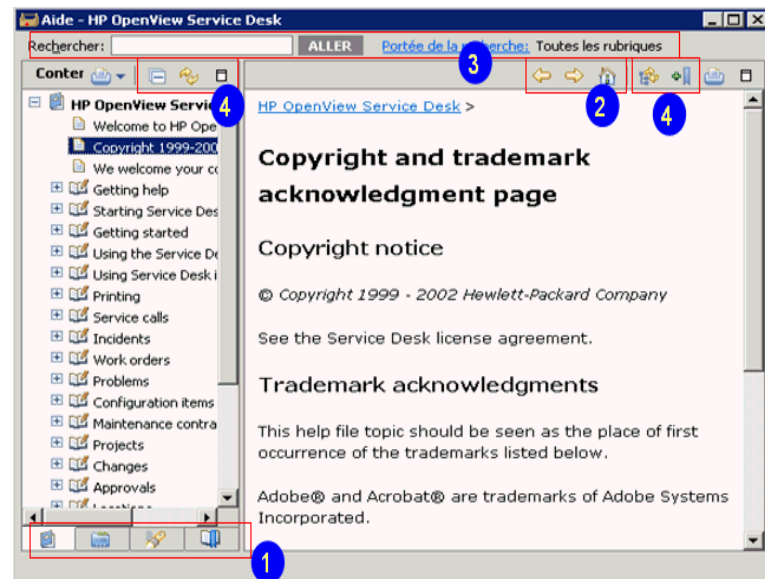 Aide - HP OpenView Service Desk
Rechercher: ALLER Portée de la recherche: Toutes les rubriques
3
Conter
4
2
4
HP OpenView Servic
Welcome to HP Ope
Copyright 1999-200
We welcome your co
Getting help
Starting Service Des
Getting started
Using the Service De
Using Service Desk i
Printing
Service calls
Incidents
Work orders
Problems
Configuration items
Maintenance contra
Projects
Changes
Approvals
HP OpenView Service Desk >
Copyright and trademark
acknowledgment page
Copyright notice
© Copyright 1999 - 2002 Hewlett-Packard Company
See the Service Desk license agreement.
Trademark acknowledgments
This help file topic should be seen as the place of first
occurrence of the trademarks listed below.
Adobe® and Acrobat® are trademarks of Adobe Systems
Incorporated.
1